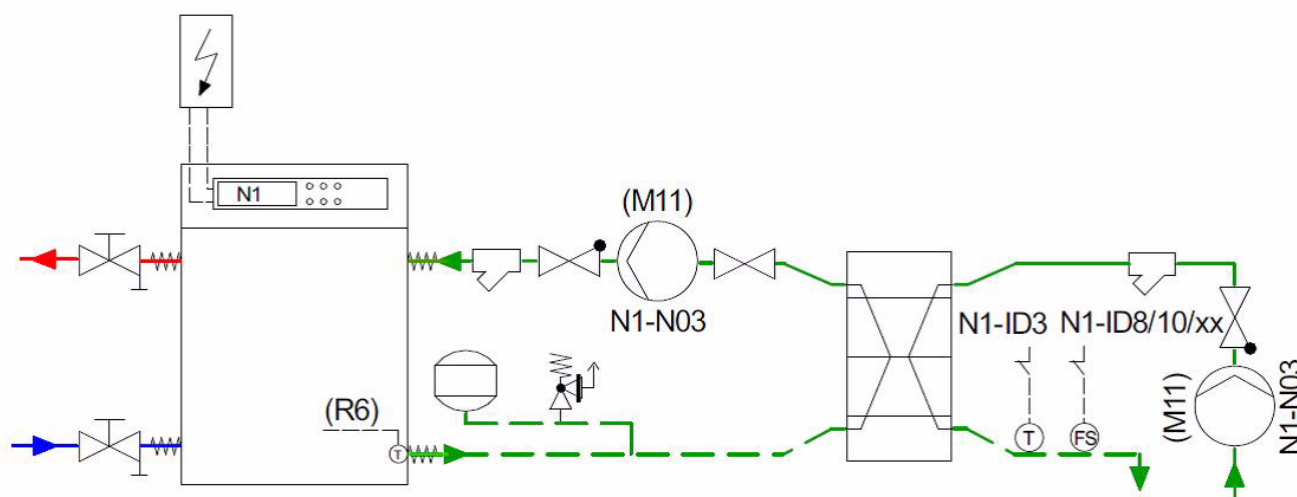 N1
(M11)
N1-N03
N1-ID3
N1-ID8/10/xx
(R6)
T
T
FS
(M11)
N1-N03